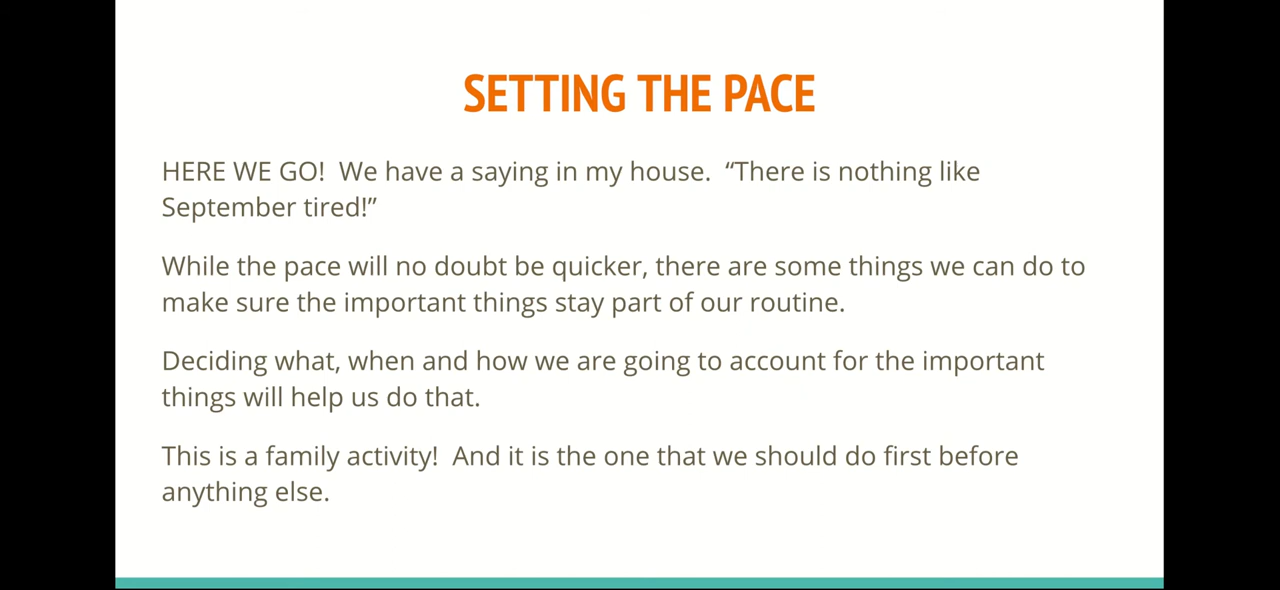 SETTING THE PACE
HERE WE GO!  We have a saying in my house.  “There is nothing like
September tired!”
While the pace will no doubt be quicker, there are some things we can do to
make sure the important things stay part of our routine.
Deciding what, when and how we are going to account for the important
things will help us do that.
This is a family activity!  And it is the one that we should do first before
anything else.